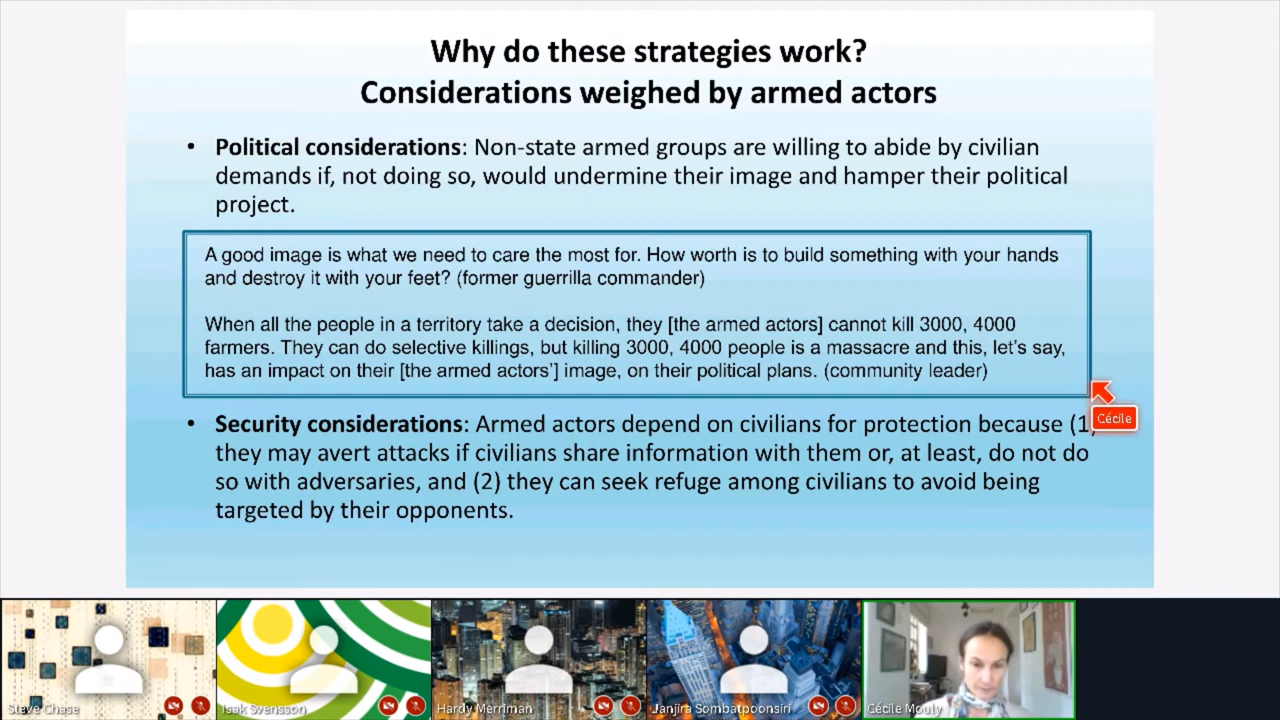 Why do these strategies work?
Considerations weighed by armed actors
• Political considerations: Non-state armed groups are willing to abide by civilian
demands if, not doing so, would undermine their image and hamper their political
project.
A good image is what we need to care the most for. How worth is to build something with your hands
and destroy it with your feet? (former guerrilla commander)
When all the people in a territory take a decision, they [the armed actors] cannot kill 3000, 4000
farmers. They can do selective killings, but killing 3000, 4000 people is a massacre and this, let's say,
has an impact on their [the armed actors'] image, on their political plans. (community leader)
Cécile
• Security considerations: Armed actors depend on civilians for protection because (1)
they may avert attacks if civilians share information with them or, at least, do not do
so with adversaries, and (2) they can seek refuge among civilians to avoid being
targeted by their opponents.
Steve Chase
Isak Svensson
Hardy Merriman
Janjira Sombatpoonsiri
Cécile Mouly